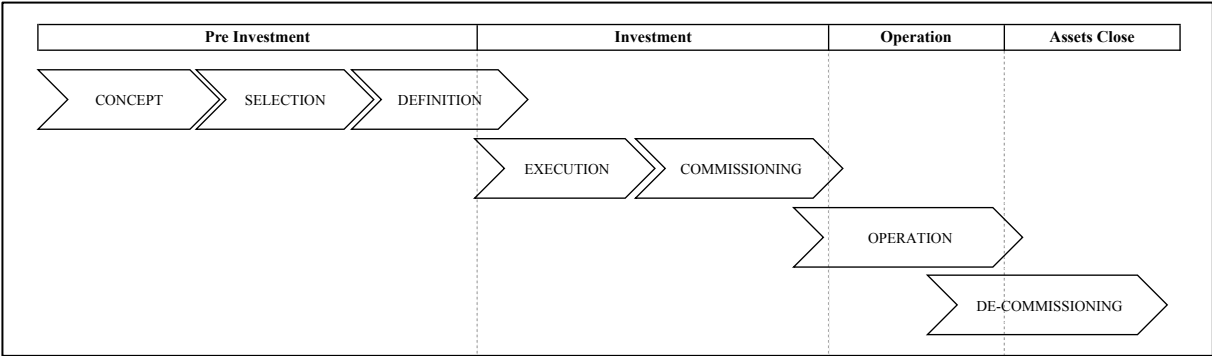 Pre Investment
Investment
Operation
Assets Close
CONCEPT
SELECTION
DEFINITION
EXECUTION
COMMISSIONING
OPERATION
DE-COMMISSIONING